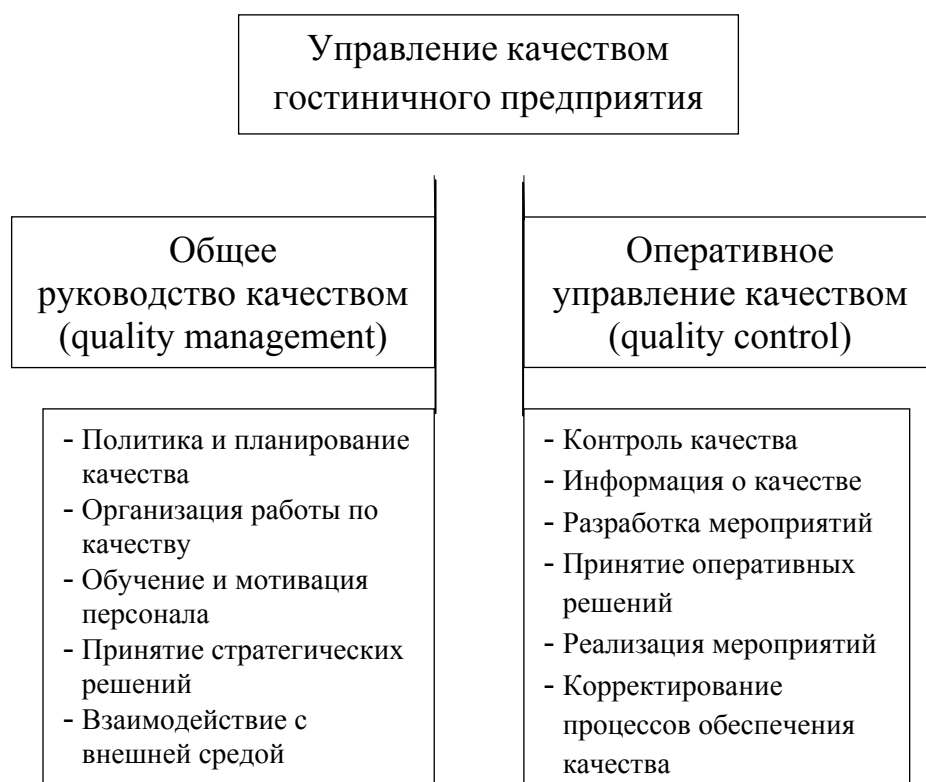 Управление качеством
гостиничного предприятия
Общее
руководство качеством
(quality management)
Оперативное
управление качеством
(quality control)
- Политика и планирование
качества
- Организация работы по
качеству
- Обучение и мотивация
персонала
- Принятие стратегических
решений
- Взаимодействие с
внешней средой
- Контроль качества
- Информация о качестве
- Разработка мероприятий
- Принятие оперативных
решений
- Реализация мероприятий
- Корректирование
процессов обеспечения
качества